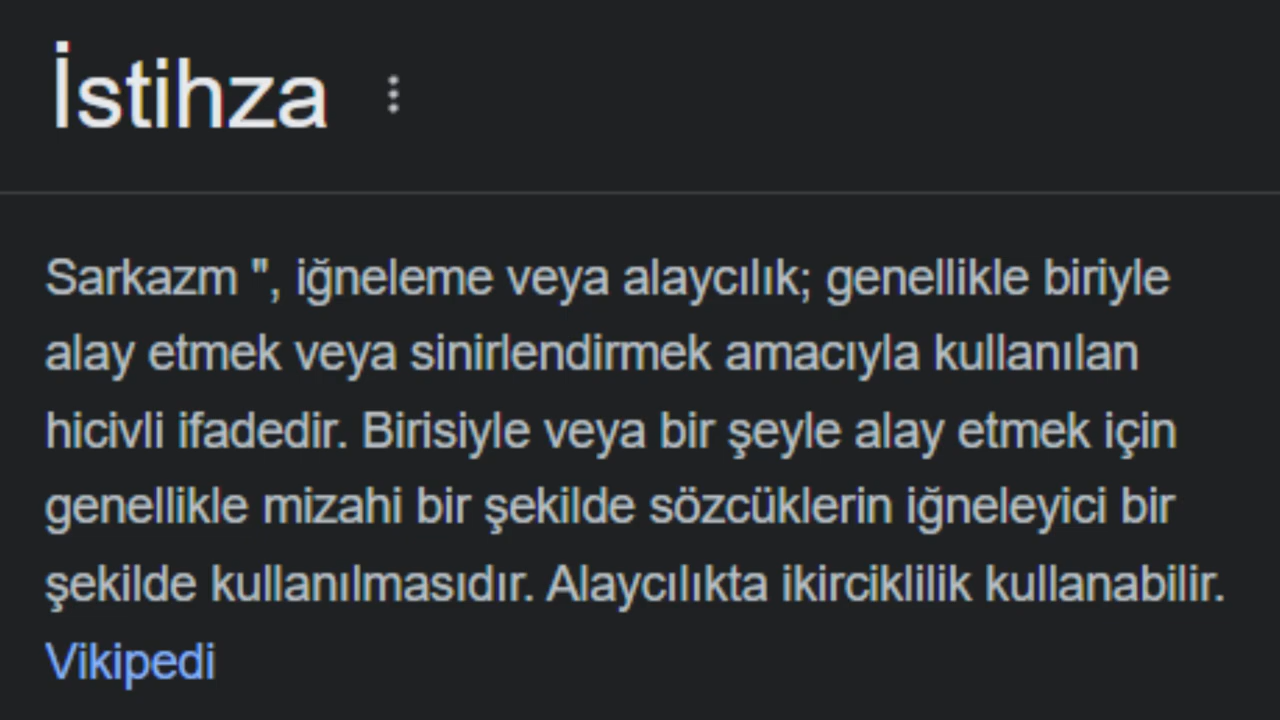 İstihza
Sarkazm ", iğneleme veya alaycılık; genellikle biriyle
alay etmek veya sinirlendirmek amacıyla kullanılan
hicivli ifadedir. Birisiyle veya bir şeyle alay etmek için
genellikle mizahi bir şekilde sözcüklerin iğneleyici bir
şekilde kullanılmasıdır. Alaycılıkta ikirciklilik kullanabilir.
Vikipedi